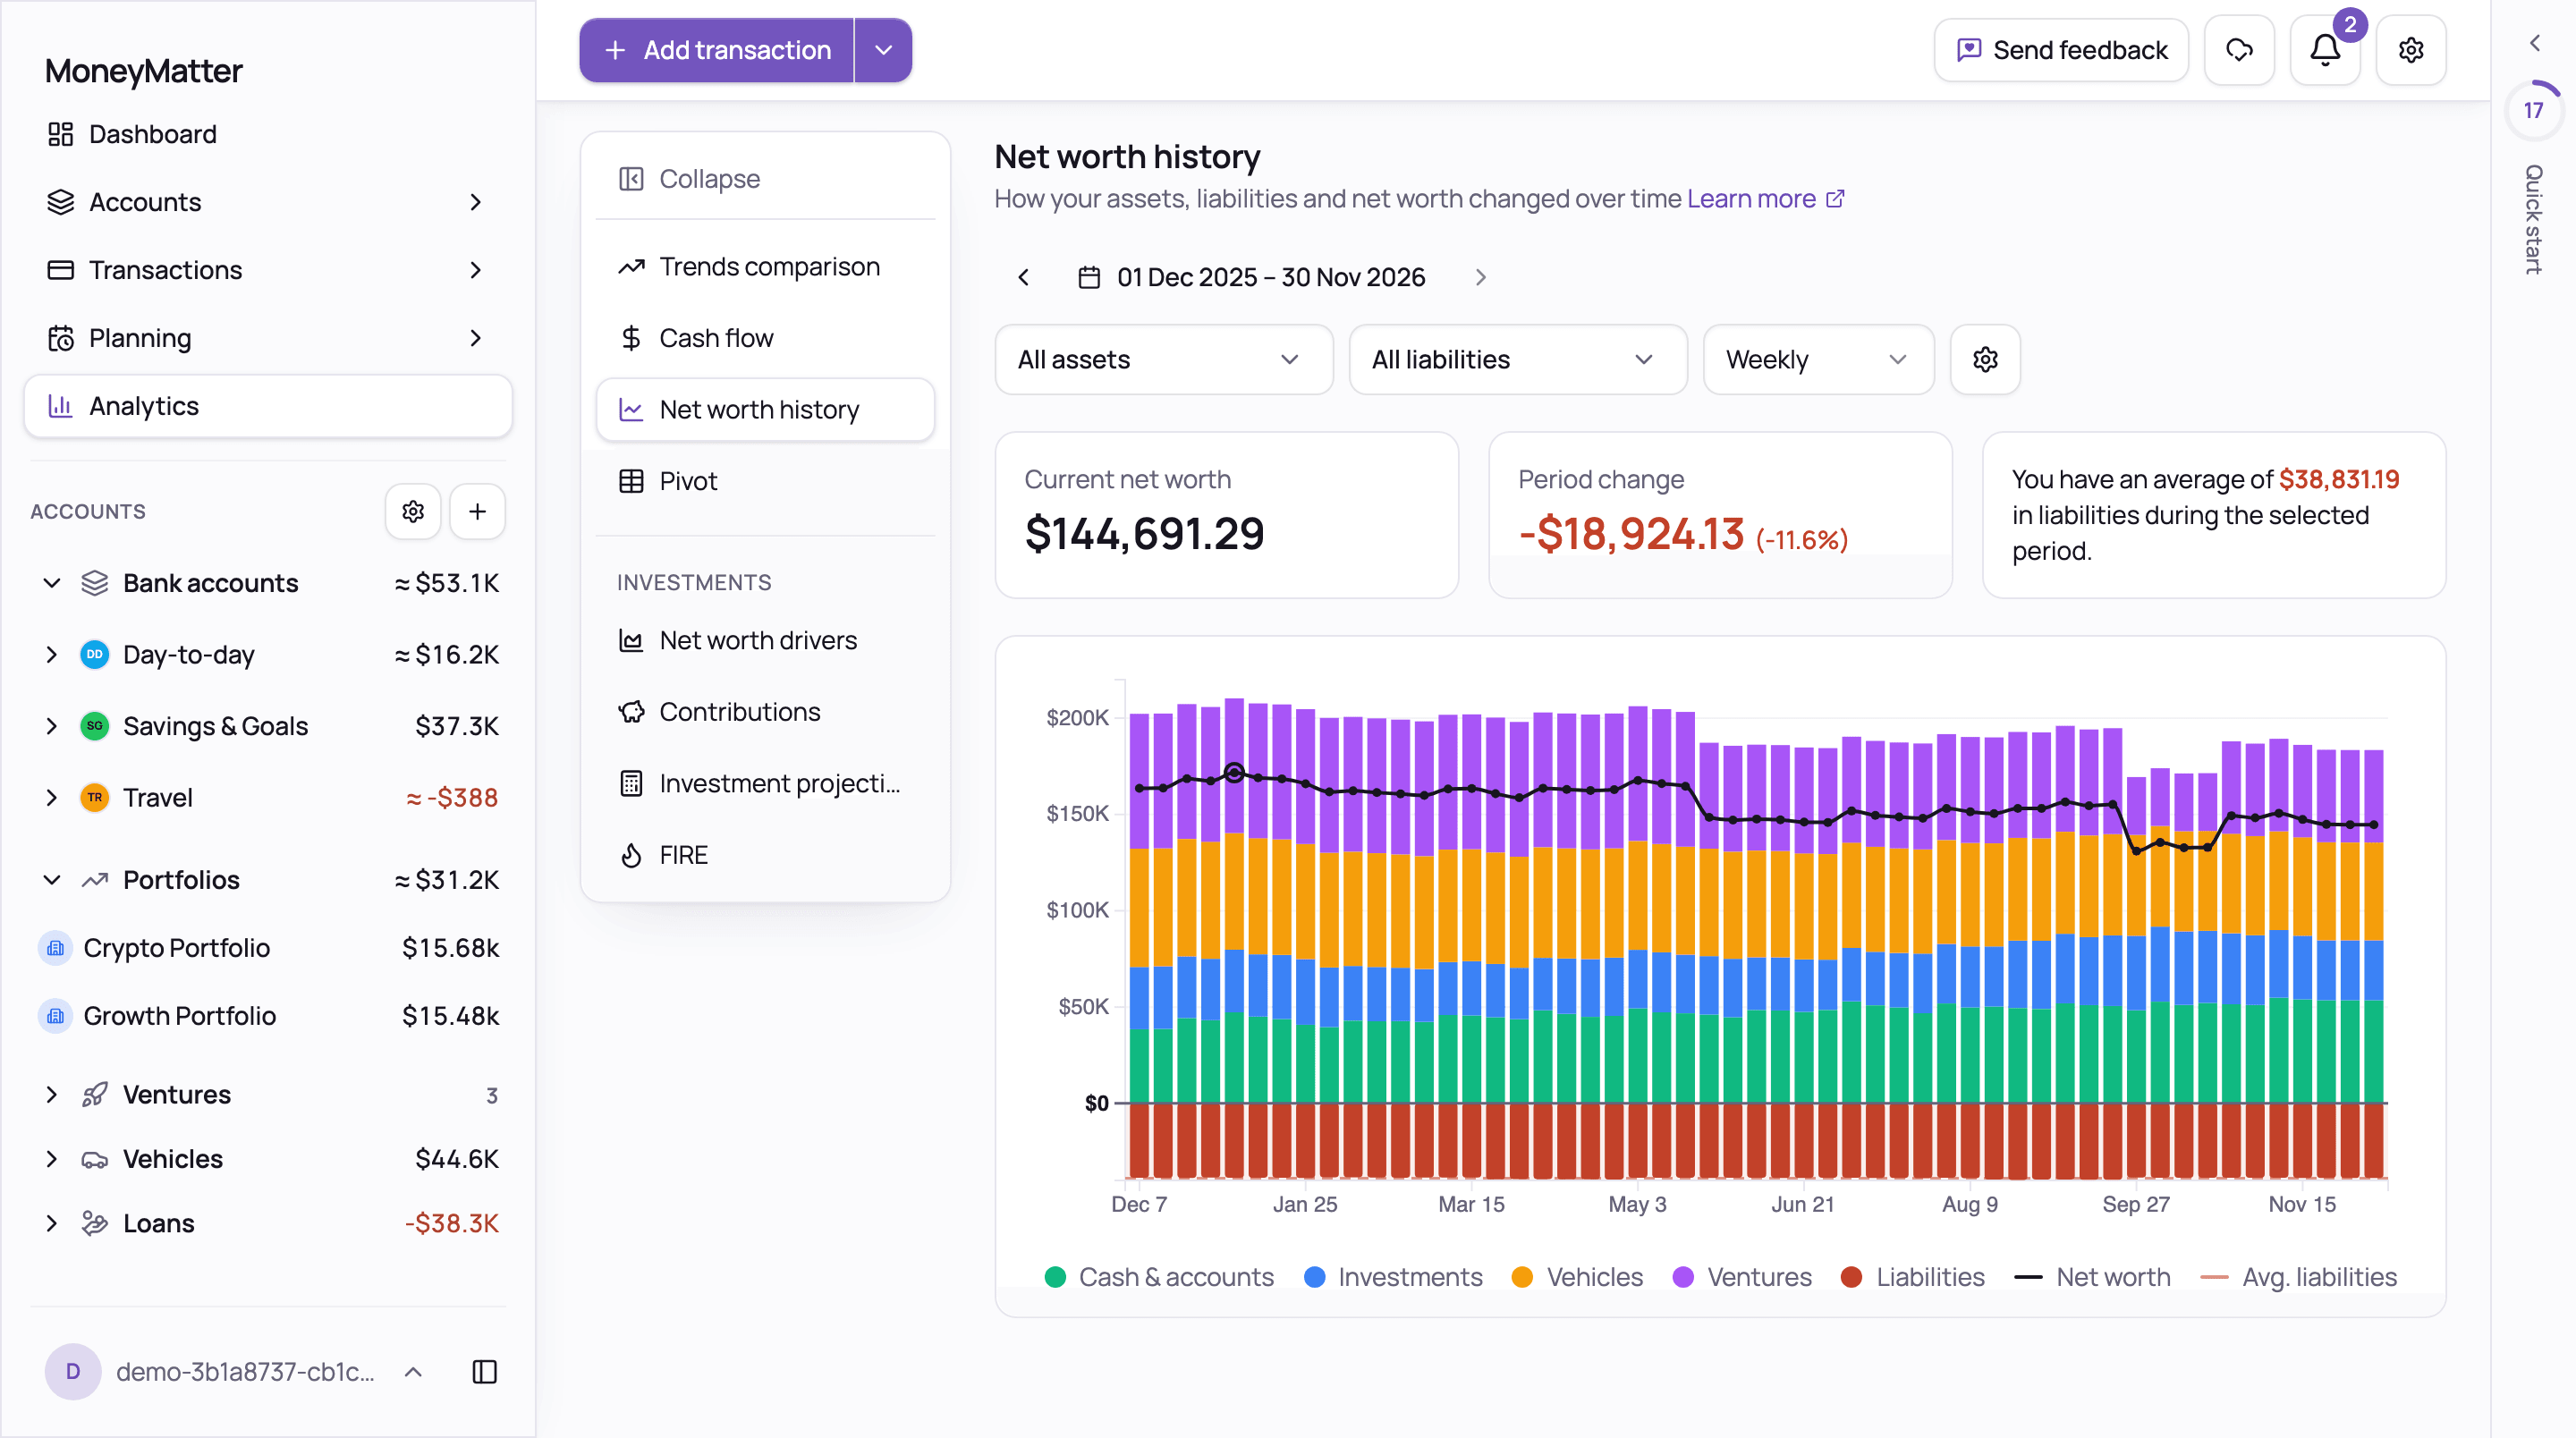 MoneyMatter
Dashboard
Accounts
Transactions
Planning
Analytics
ACCOUNTS
Bank accounts ≈ $53.1K
DD Day-to-day ≈ $16.2K
SG Savings & Goals $37.3K
TR Travel ≈ -$388
Portfolios ≈ $31.2K
Crypto Portfolio $15.68k
Growth Portfolio $15.48k
Ventures 3
Vehicles $44.6K
Loans -$38.3K
D demo-3b1a8737-cb1c...
Add transaction
Send feedback
2
17
Quick start
Collapse
Trends comparison
Cash flow
Net worth history
Pivot
INVESTMENTS
Net worth drivers
Contributions
Investment projecti...
FIRE
Net worth history
How your assets, liabilities and net worth changed over time Learn more
01 Dec 2025 – 30 Nov 2026
All assets
All liabilities
Weekly
Current net worth
$144,691.29
Period change
-$18,924.13 (-11.6%)
You have an average of $38,831.19
in liabilities during the selected
period.
$200K
$150K
$100K
$50K
$0
Dec 7 Jan 25 Mar 15 May 3 Jun 21 Aug 9 Sep 27 Nov 15
Cash & accounts Investments Vehicles Ventures Liabilities Net worth Avg. liabilities